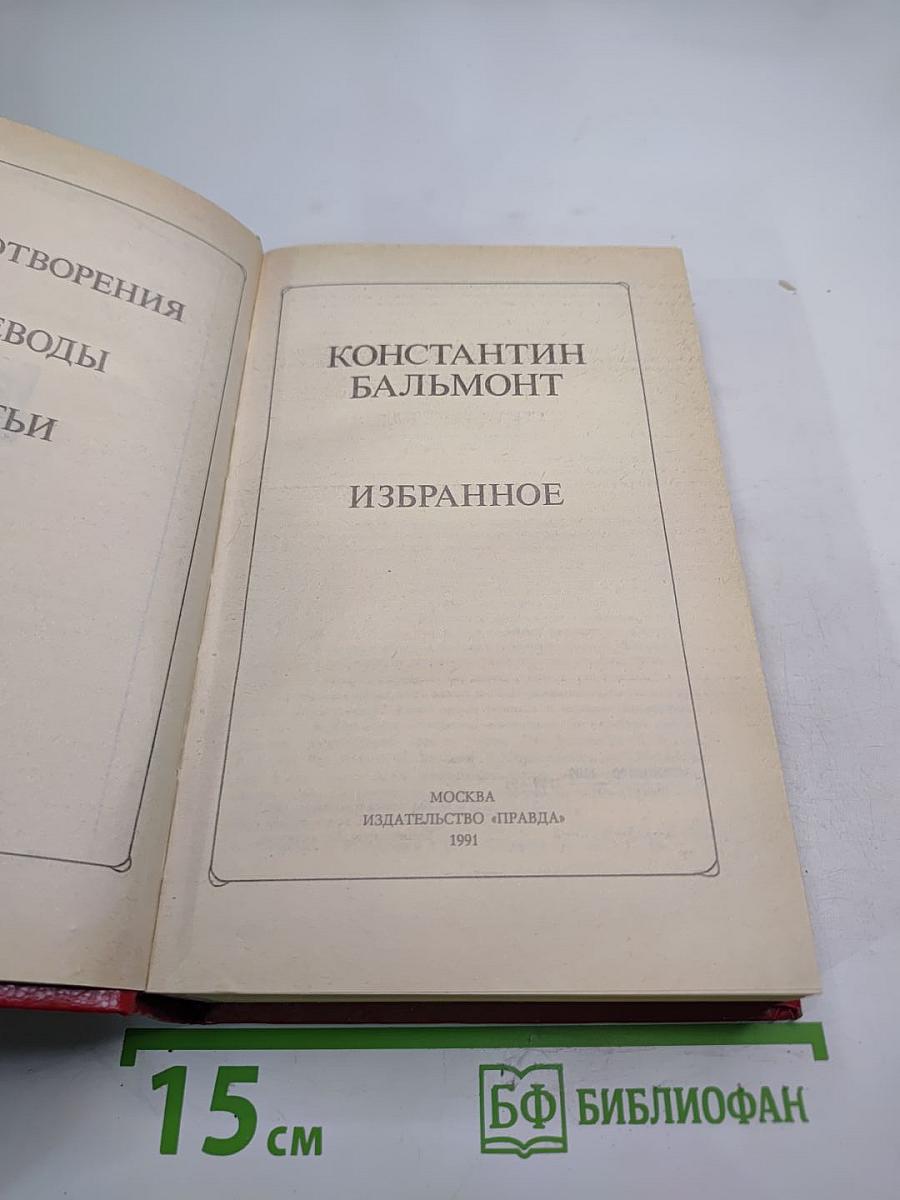 ОТВОРЕНИЯ
ЕВОДЫ
ТЬИ
КОНСТАНТИН
БАЛЬМОНТ
ИЗБРАННОЕ
МОСКВА
ИЗДАТЕЛЬСТВО «ПРАВДА»
1991
15 см
БФ БИБЛИОФАН